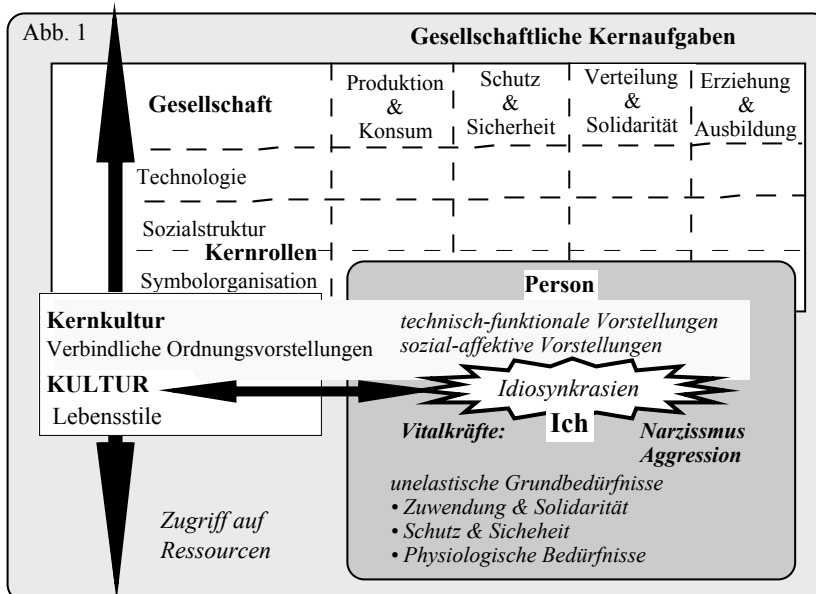 Abb. 1
Gesellschaftliche Kernaufgaben
Gesellschaft
Produktion
&
Konsum
Schutz
&
Sicherheit
Verteilung
&
Solidarität
Erziehung
&
Ausbildung
Technologie
Sozialstruktur
Kernrollen
Symbolorganisation
Person
Kernkultur
Verbindliche Ordnungsvorstellungen
technisch-funktionale Vorstellungen
sozial-affektive Vorstellungen
KULTUR
Lebensstile
Idiosynkrasien
Ich
Vitalkräfte:
Narzissmus
Aggression
unelastische Grundbedürfnisse
• Zuwendung & Solidarität
• Schutz & Sicheheit
• Physiologische Bedürfnisse
Zugriff auf
Ressourcen